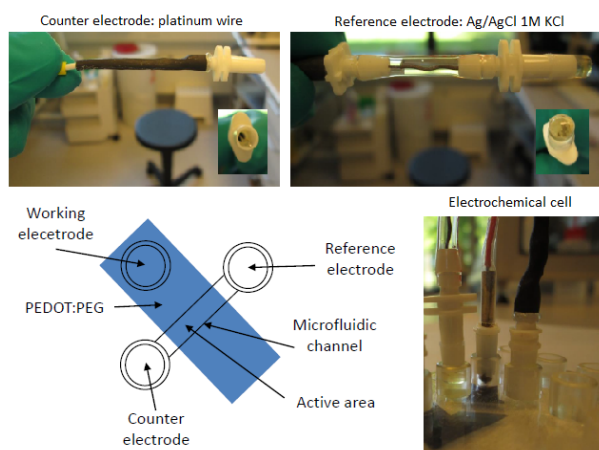 Counter electrode: platinum wire
Reference electrode: Ag/AgCl 1M KCl
Working
elecetrode
Reference
electrode
PEDOT:PEG
Microfluidic
channel
Active area
Counter
electrode
Electrochemical cell